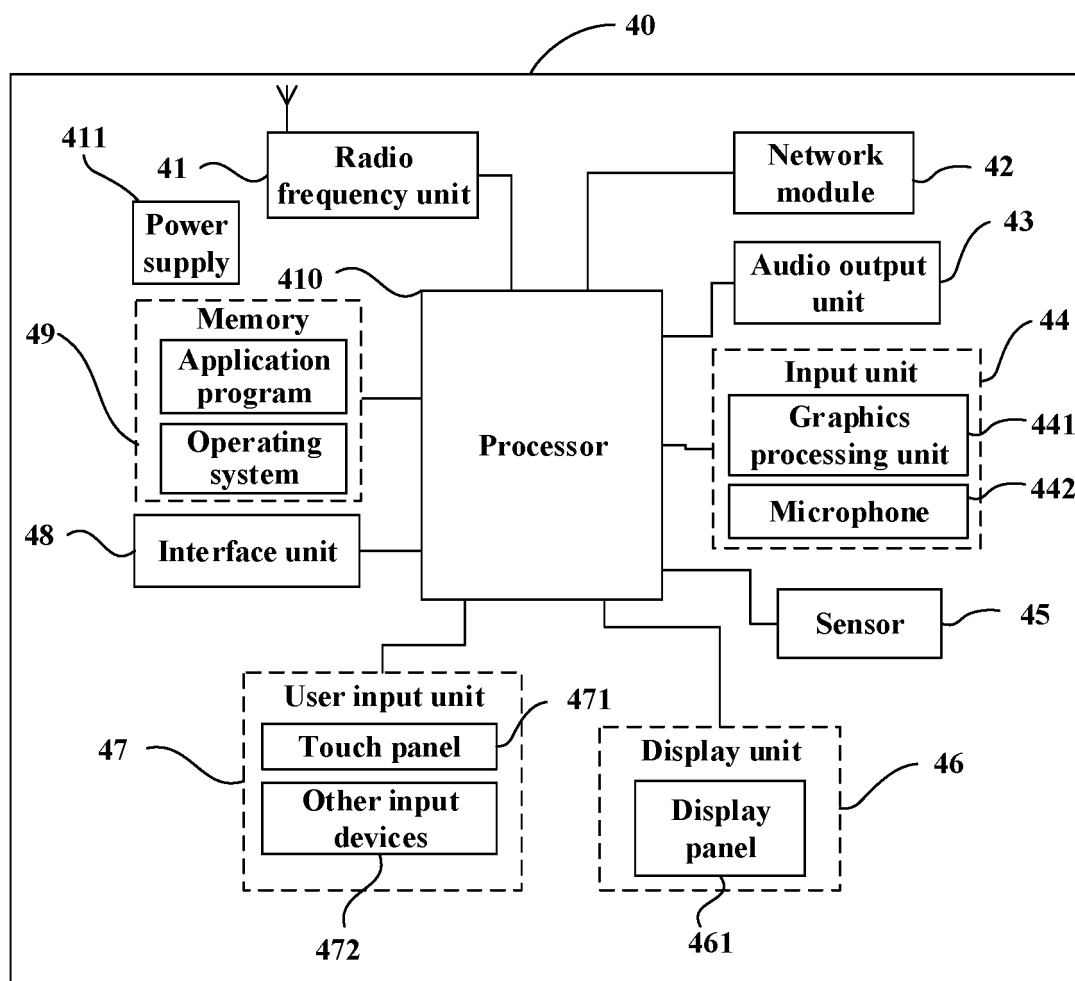 40
411
41
Radio
frequency unit
Network
module
42
Power
supply
43
Audio output
unit
410
Memory
49
Application
program
Operating
system
44
Input unit
Graphics
processing unit
441
Microphone
442
Processor
48
Interface unit
Sensor
45
User input unit
471
47
Touch panel
Other input
devices
472
Display unit
46
Display
panel
461